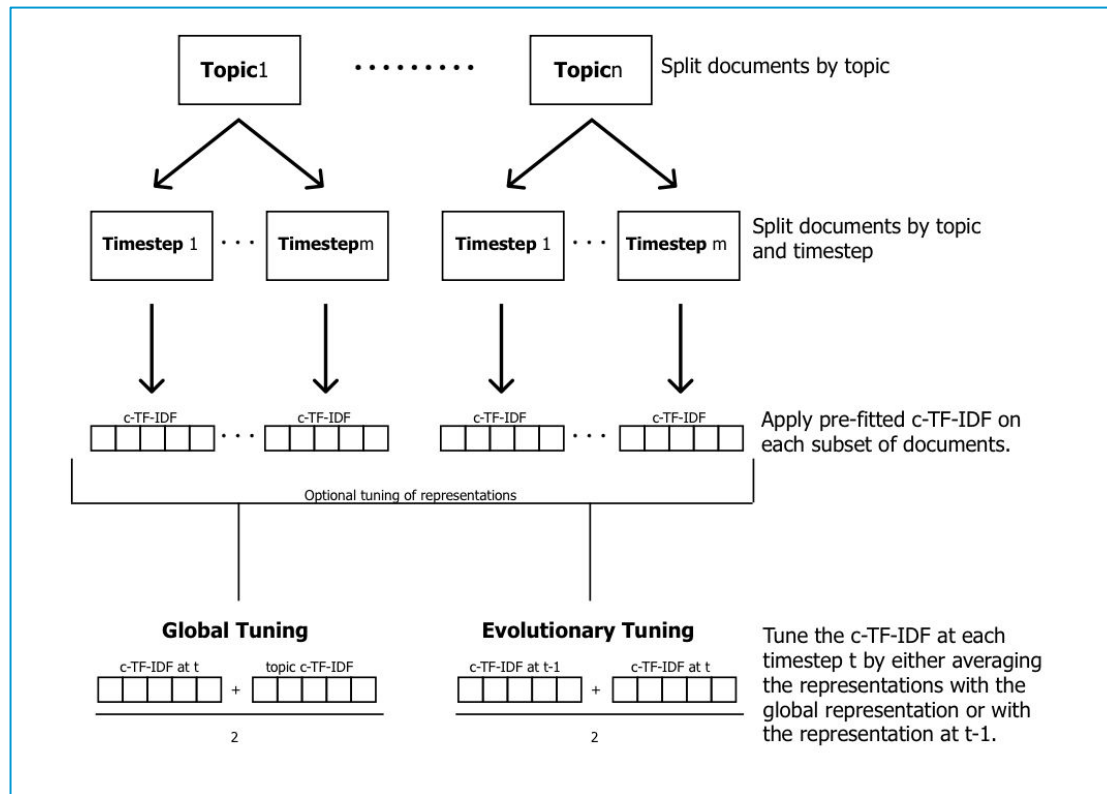 Topic1 ········· Topicn Split documents by topic
Timestep 1 ··· Timestepm Timestep 1 ··· Timestep m Split documents by topic
and timestep
c-TF-IDF ··· c-TF-IDF c-TF-IDF ··· c-TF-IDF Apply pre-fitted c-TF-IDF on
each subset of documents.
Optional tuning of representations
Global Tuning
c-TF-IDF at t + topic c-TF-IDF
2
Evolutionary Tuning
c-TF-IDF at t-1 + c-TF-IDF at t
2
Tune the c-TF-IDF at each
timestep t by either averaging
the representations with the
global representation or with
the representation at t-1.